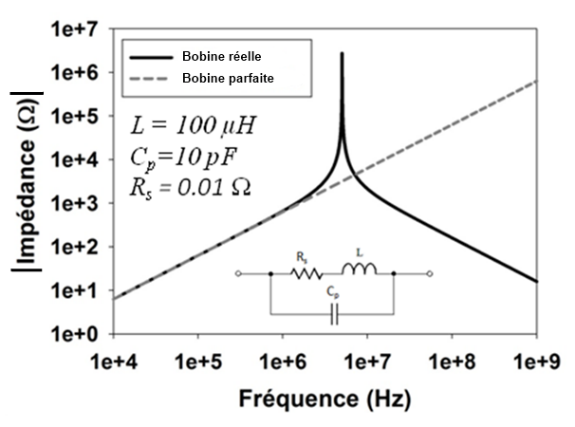 1e+7
1e+6
1e+5
1e+4
1e+3
1e+2
1e+1
1e+0
|Impédance (Ω)|
Bobine réelle
Bobine parfaite
L = 100 µH
Cp=10 pF
Rs = 0.01 Ω
Rs
L
Cp
1e+4 1e+5 1e+6 1e+7 1e+8 1e+9
Fréquence (Hz)